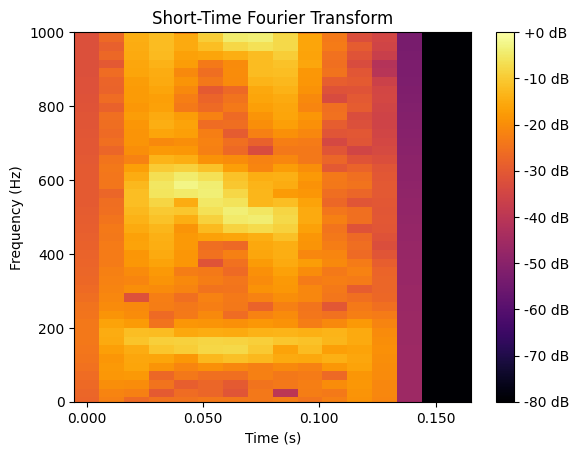 Short-Time Fourier Transform
Frequency (Hz)
1000
800
600
400
200
0
0.000
0.050
0.100
0.150
Time (s)
+0 dB
-10 dB
-20 dB
-30 dB
-40 dB
-50 dB
-60 dB
-70 dB
-80 dB